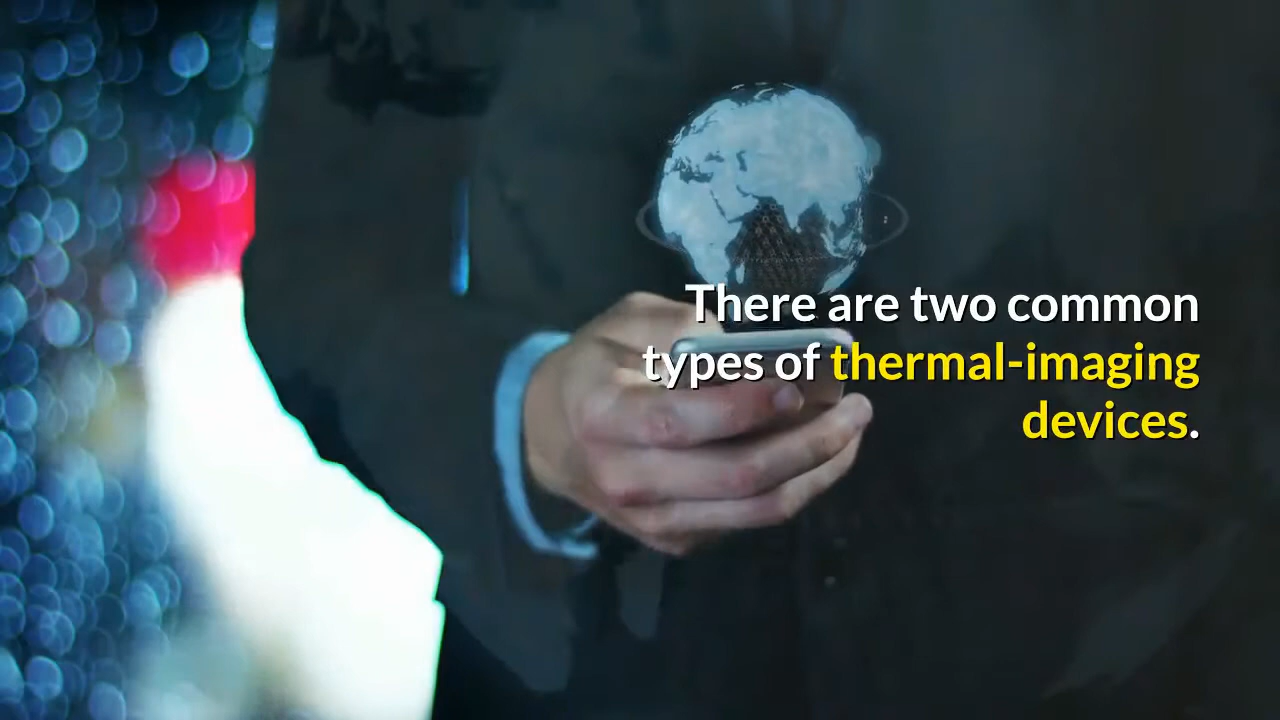 There are two common
types of thermal-imaging
devices.